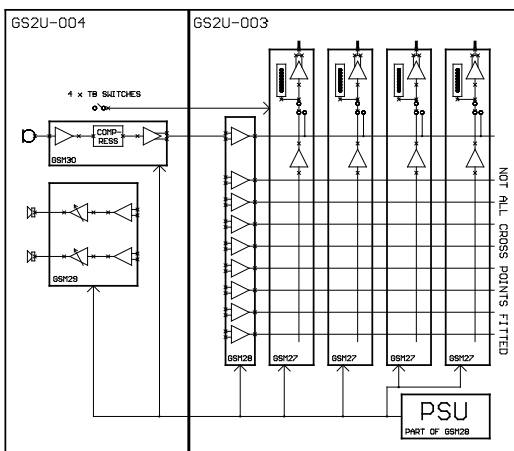 GS2U-004
GS2U-003
4 x TB SWITCHES
COMP-
RESS
GSM30
GSM29
GSM28
GSM27
GSM27
GSM27
GSM27
NOT ALL CROSS POINTS FITTED
PSU
PART OF GSM28